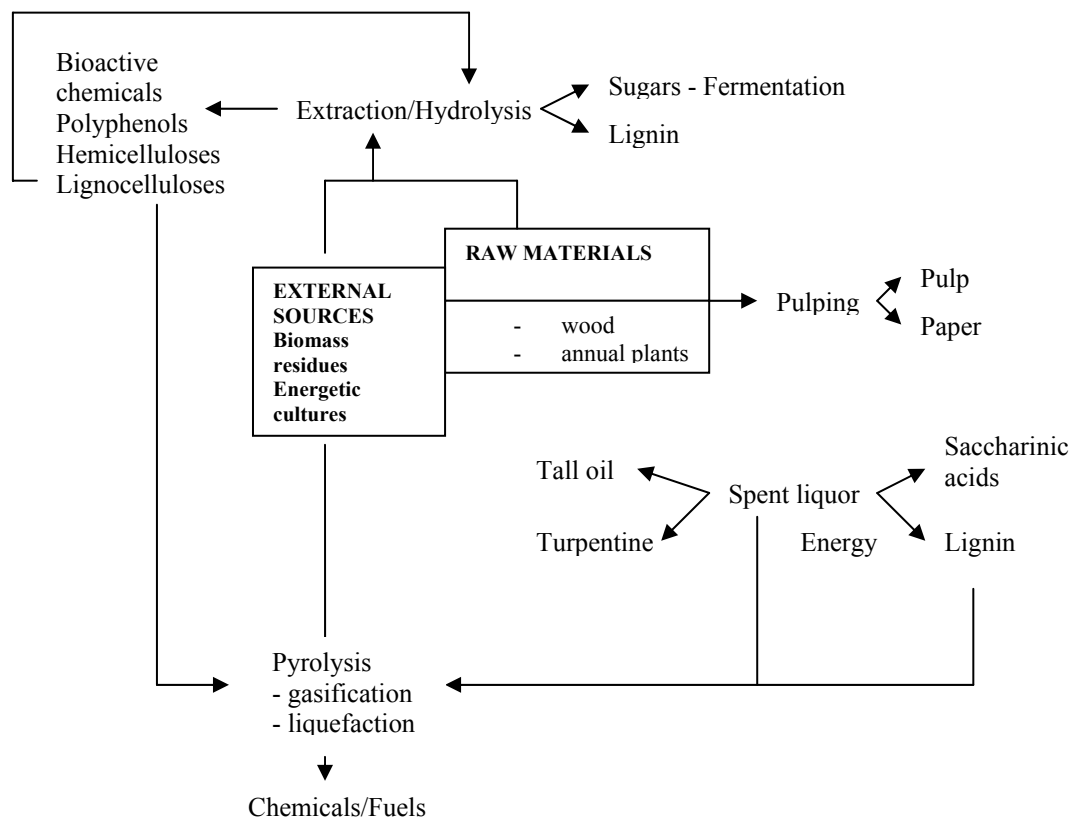 Bioactive
chemicals
Polyphenols
Hemicelluloses
Lignocelluloses
Extraction/Hydrolysis
Sugars - Fermentation
Lignin
RAW MATERIALS
- wood
- annual plants
EXTERNAL
SOURCES
Biomass
residues
Energetic
cultures
Pulping
Pulp
Paper
Tall oil
Turpentine
Spent liquor
Energy
Saccharinic
acids
Lignin
Pyrolysis
- gasification
- liquefaction
Chemicals/Fuels